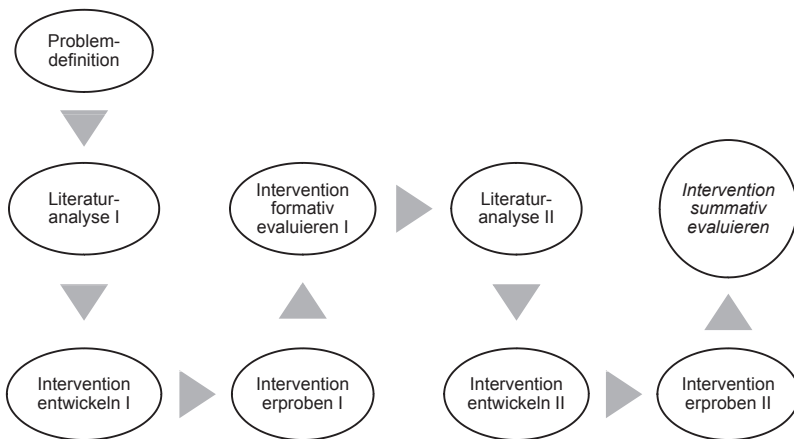 Problem-
definition
Literatur-
analyse I
Intervention
entwickeln I
Intervention
erproben I
Intervention
formativ
evaluieren I
Literatur-
analyse II
Intervention
entwickeln II
Intervention
erproben II
Intervention
summativ
evaluieren